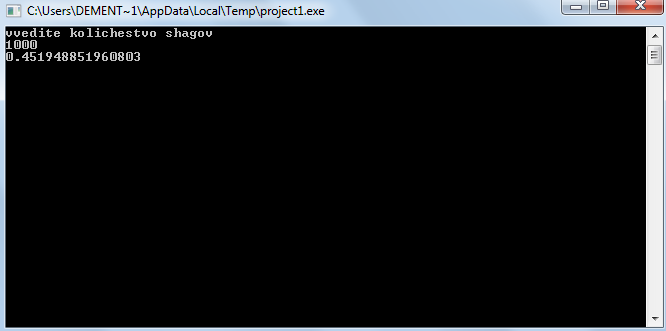 C:\Users\DEMENT~1\AppData\Local\Temp\project1.exe
vvedite kolichestvo shagov
1000
0.451948851960803